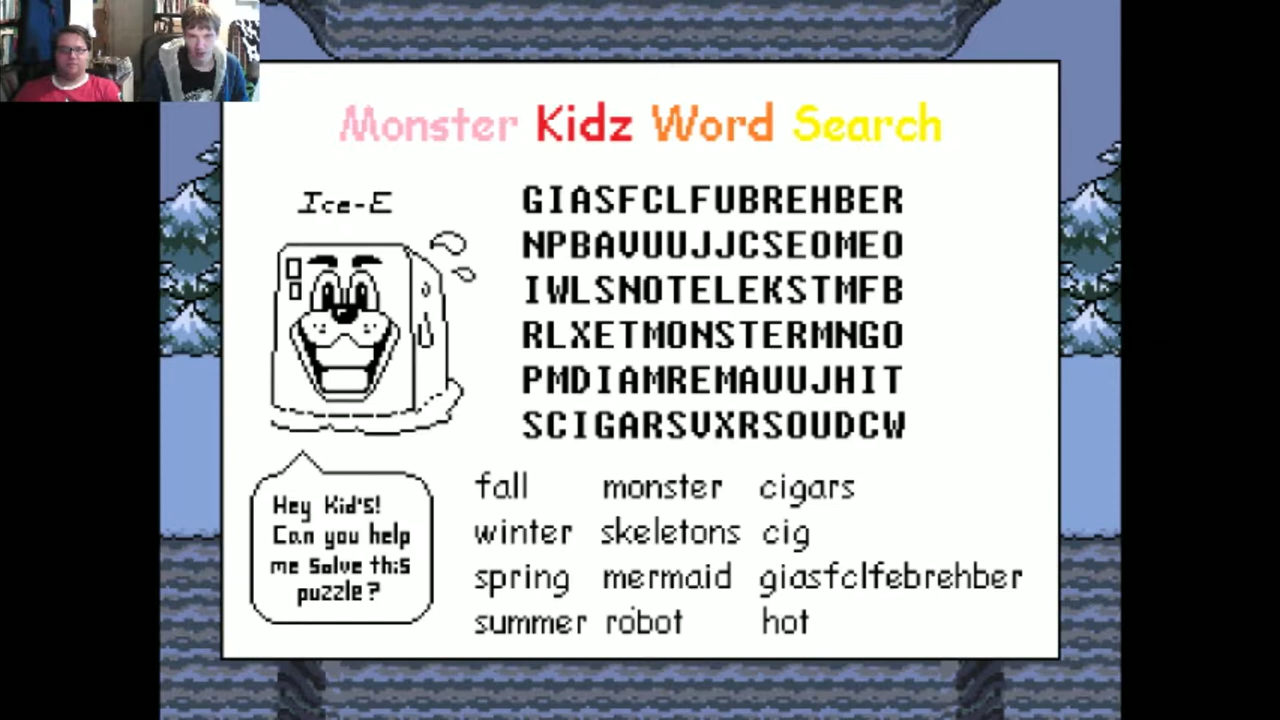 Monster Kidz Word Search
Ice-E
GIASFCLFUBREHBER
NPBAVUUJJCSEOMEO
IWLSNOTELEKSTMFB
RLXETMONSTERMNGO
PMDIAMREMAUUJHIT
SCIGARSVXRSOUDCW
fall monster cigars
winter skeletons cig
spring mermaid giasfclfebrehber
summer robot hot
Hey Kid's!
Can you help
me solve this
puzzle?